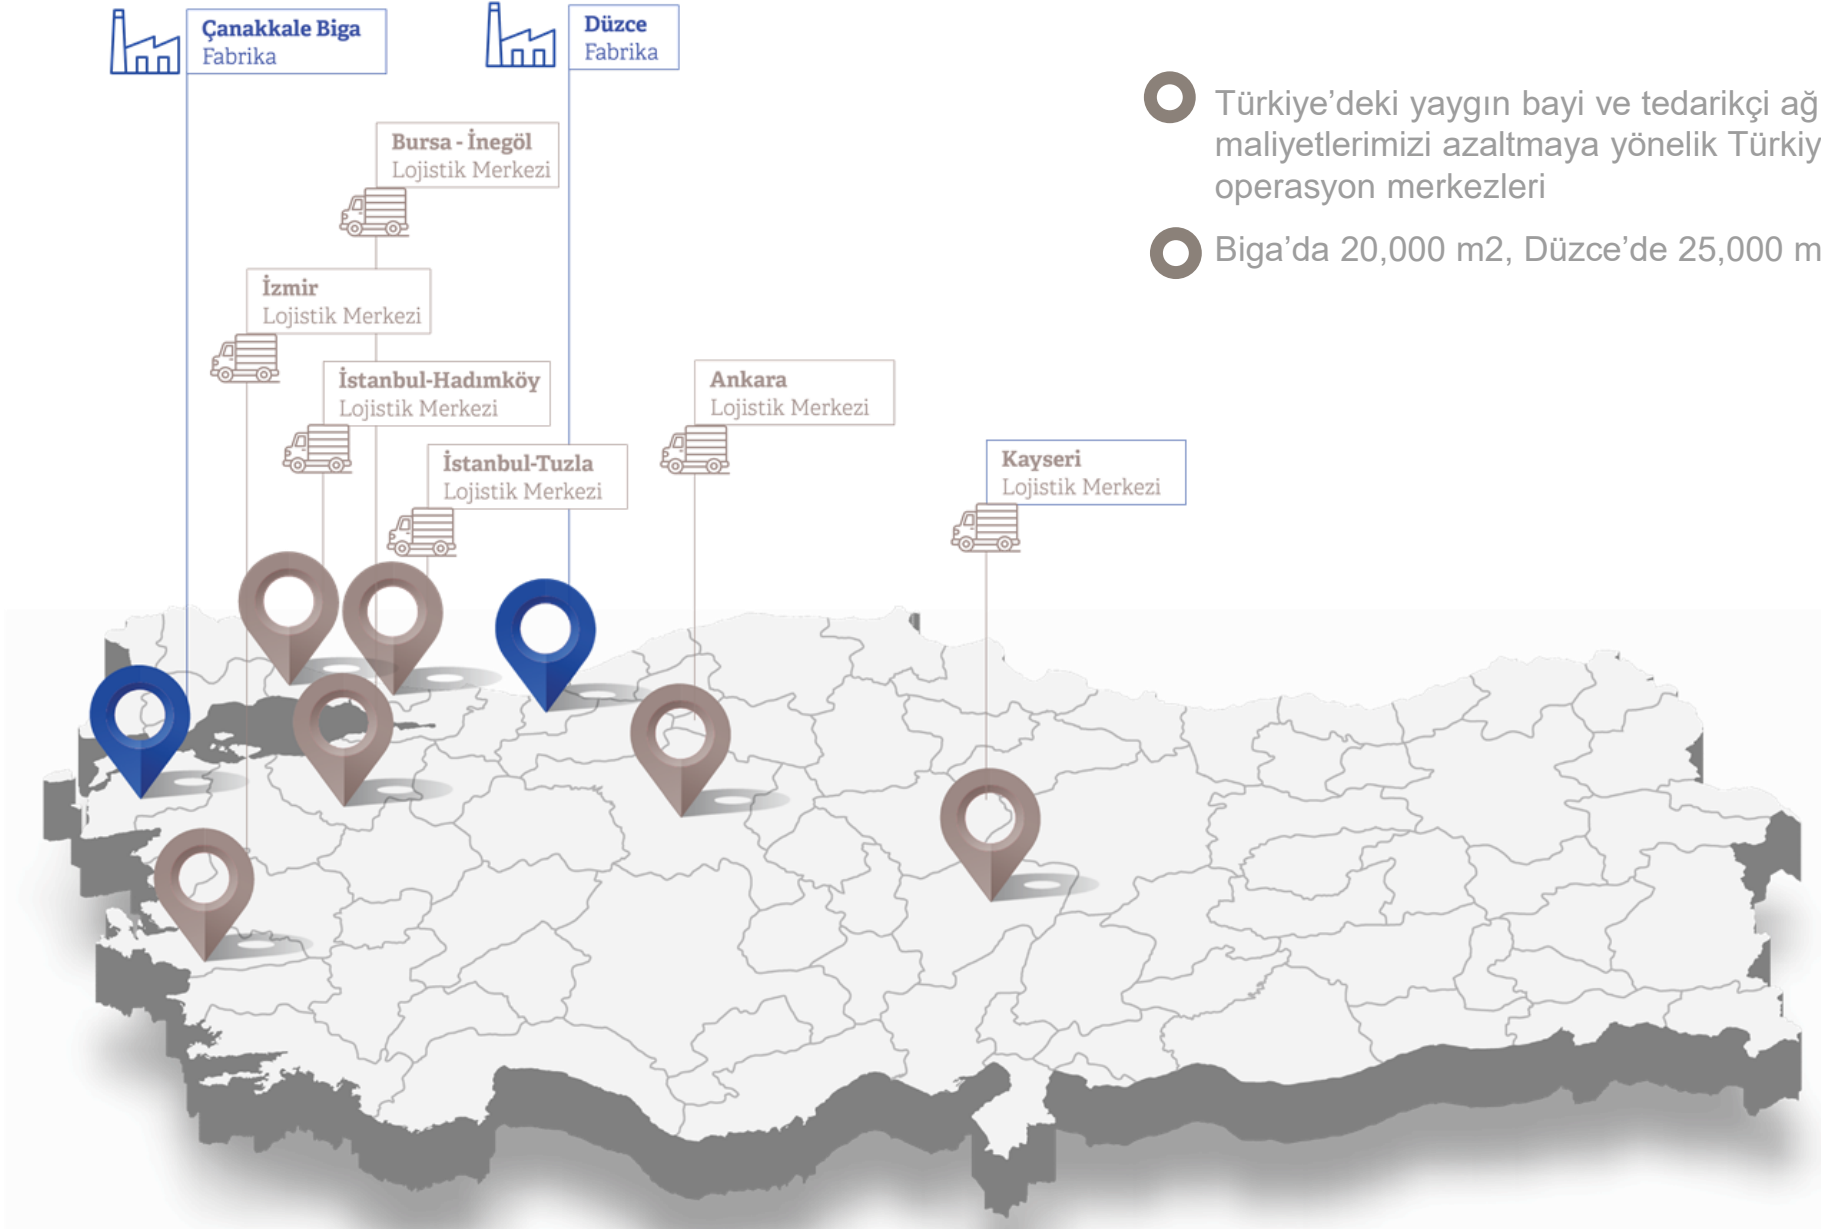 Çanakkale Biga
Fabrika
Düzce
Fabrika
Bursa - İnegöl
Lojistik Merkezi
İzmir
Lojistik Merkezi
İstanbul-Hadımköy
Lojistik Merkezi
İstanbul-Tuzla
Lojistik Merkezi
Ankara
Lojistik Merkezi
Kayseri
Lojistik Merkezi
Türkiye’deki yaygın bayi ve tedarikçi
maliyetlerimizi azaltmaya yönelik
operasyon merkezleri
Biga’da 20,000 m2, Düzce’de 25,000